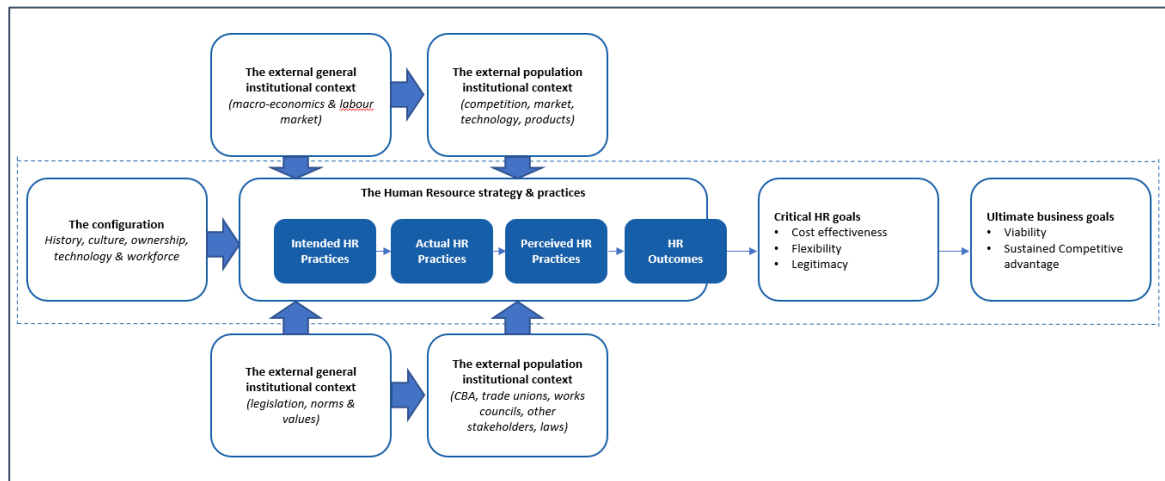 The external general
institutional context
(macro-economics & labour
market)
The external population
institutional context
(competition, market,
technology, products)
The configuration
History, culture, ownership,
technology & workforce
The Human Resource strategy & practices
Intended HR
Practices
Actual HR
Practices
Perceived HR
Practices
HR
Outcomes
Critical HR goals
• Cost effectiveness
• Flexibility
• Legitimacy
Ultimate business goals
• Viability
• Sustained Competitive
advantage
The external general
institutional context
(legislation, norms &
values)
The external population
institutional context
(CBA, trade unions, works
councils, other
stakeholders, laws)